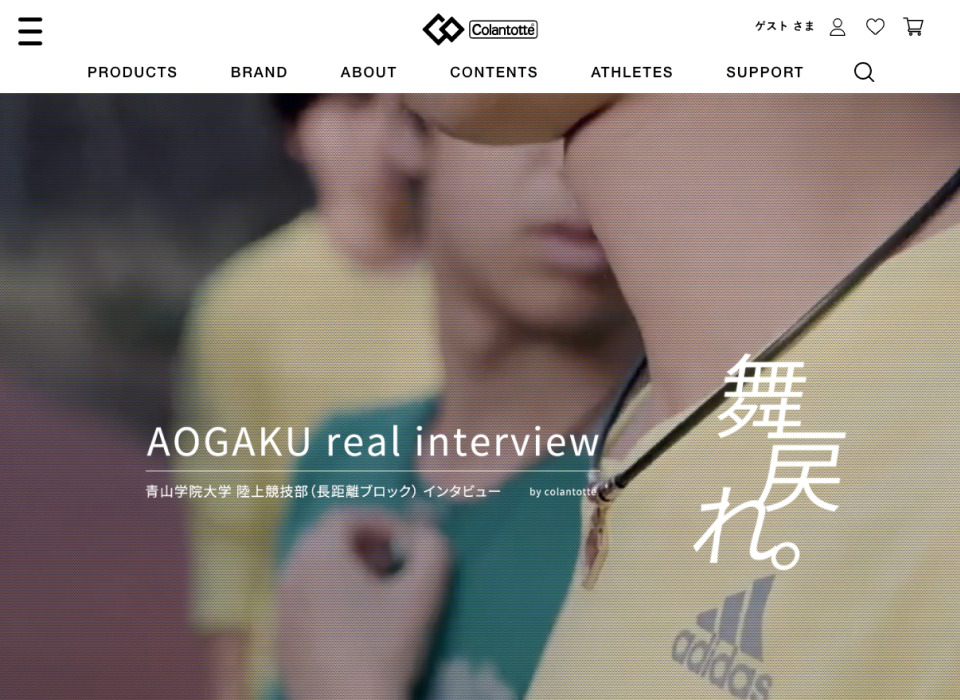 Colantotte
ゲスト さま
PRODUCTS BRAND ABOUT CONTENTS ATHLETES SUPPORT
AOGAKU real interview
青山学院大学 陸上競技部（長距離ブロック） インタビュー by colantotte
舞
戻
れ。
adidas